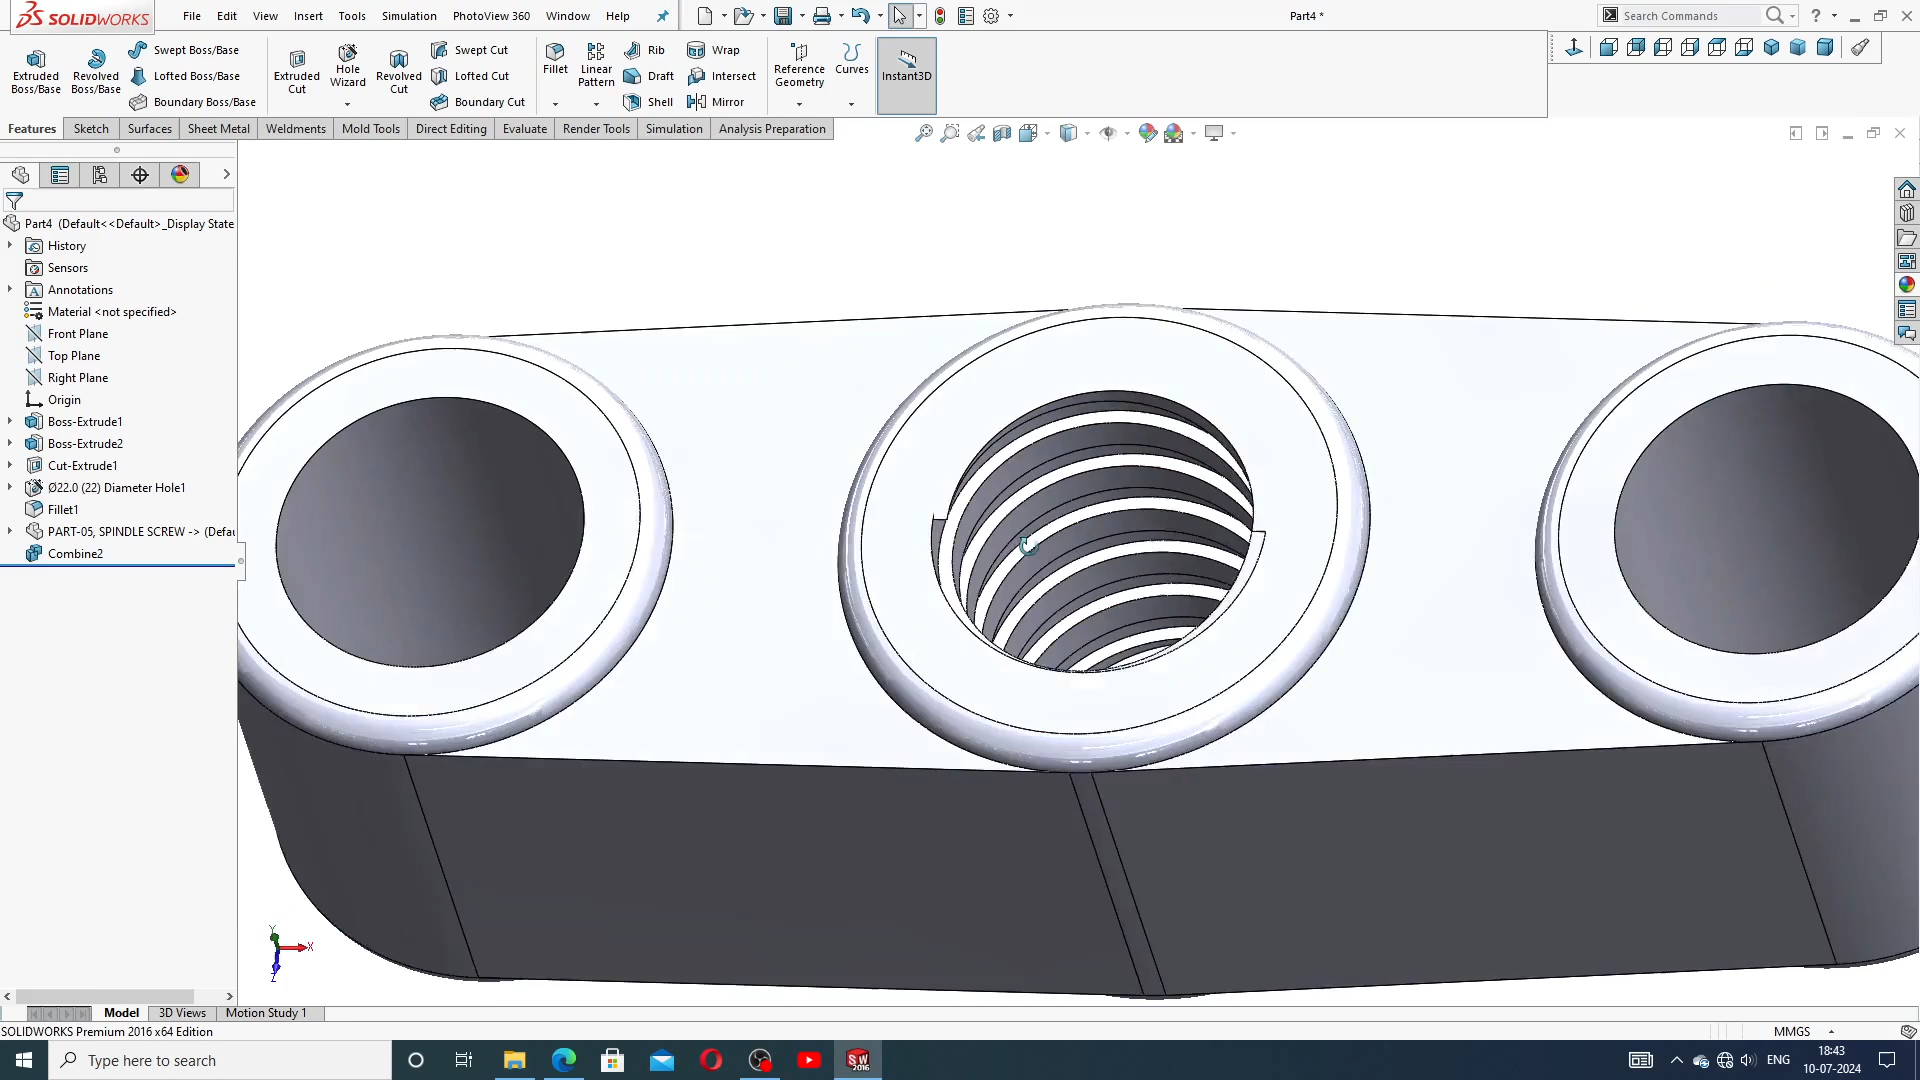 SOLIDWORKS File Edit View Insert Tools Simulation PhotoView 360 Window Help Part4 * Search Commands
Extruded Boss/Base
Revolved Boss/Base
Swept Boss/Base
Lofted Boss/Base
Boundary Boss/Base
Extruded Cut
Hole Wizard
Revolved Cut
Swept Cut
Lofted Cut
Boundary Cut
Fillet
Linear Pattern
Rib
Draft
Shell
Wrap
Intersect
Mirror
Reference Geometry
Curves
Instant3D
Features Sketch Surfaces Sheet Metal Weldments Mold Tools Direct Editing Evaluate Render Tools Simulation Analysis Preparation
Part4 (Default<<Default>_Display State
History
Sensors
Annotations
Material <not specified>
Front Plane
Top Plane
Right Plane
Origin
Boss-Extrude1
Boss-Extrude2
Cut-Extrude1
Ø22.0 (22) Diameter Hole1
Fillet1
PART-05, SPINDLE SCREW -> (Defau
Combine2
Y
X
Z
Model 3D Views Motion Study 1
SOLIDWORKS Premium 2016 x64 Edition MMGS
Type here to search
SW 2016
ENG
18:43
10-07-2024